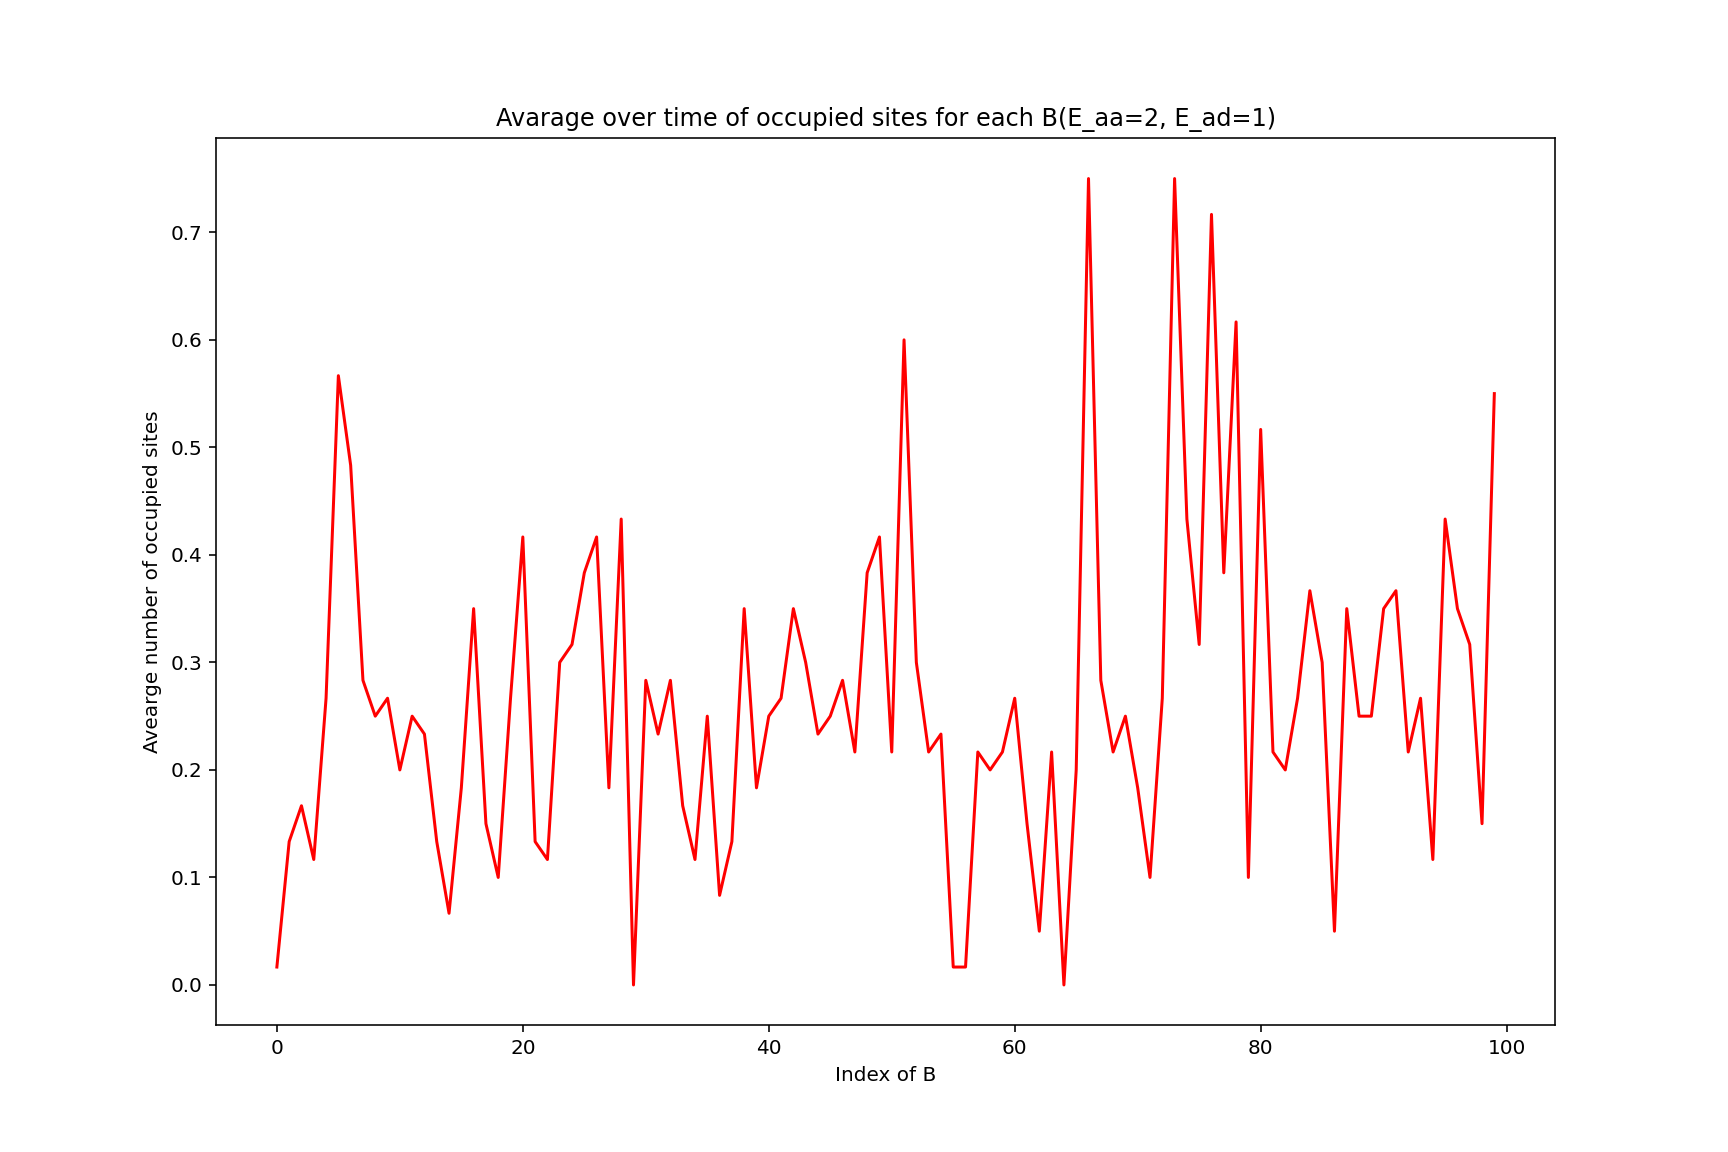 Avarage over time of occupied sites for each B(E_aa=2, E_ad=1)
Avearge number of occupied sites
0.7
0.6
0.5
0.4
0.3
0.2
0.1
0.0
0 20 40 60 80 100
Index of B